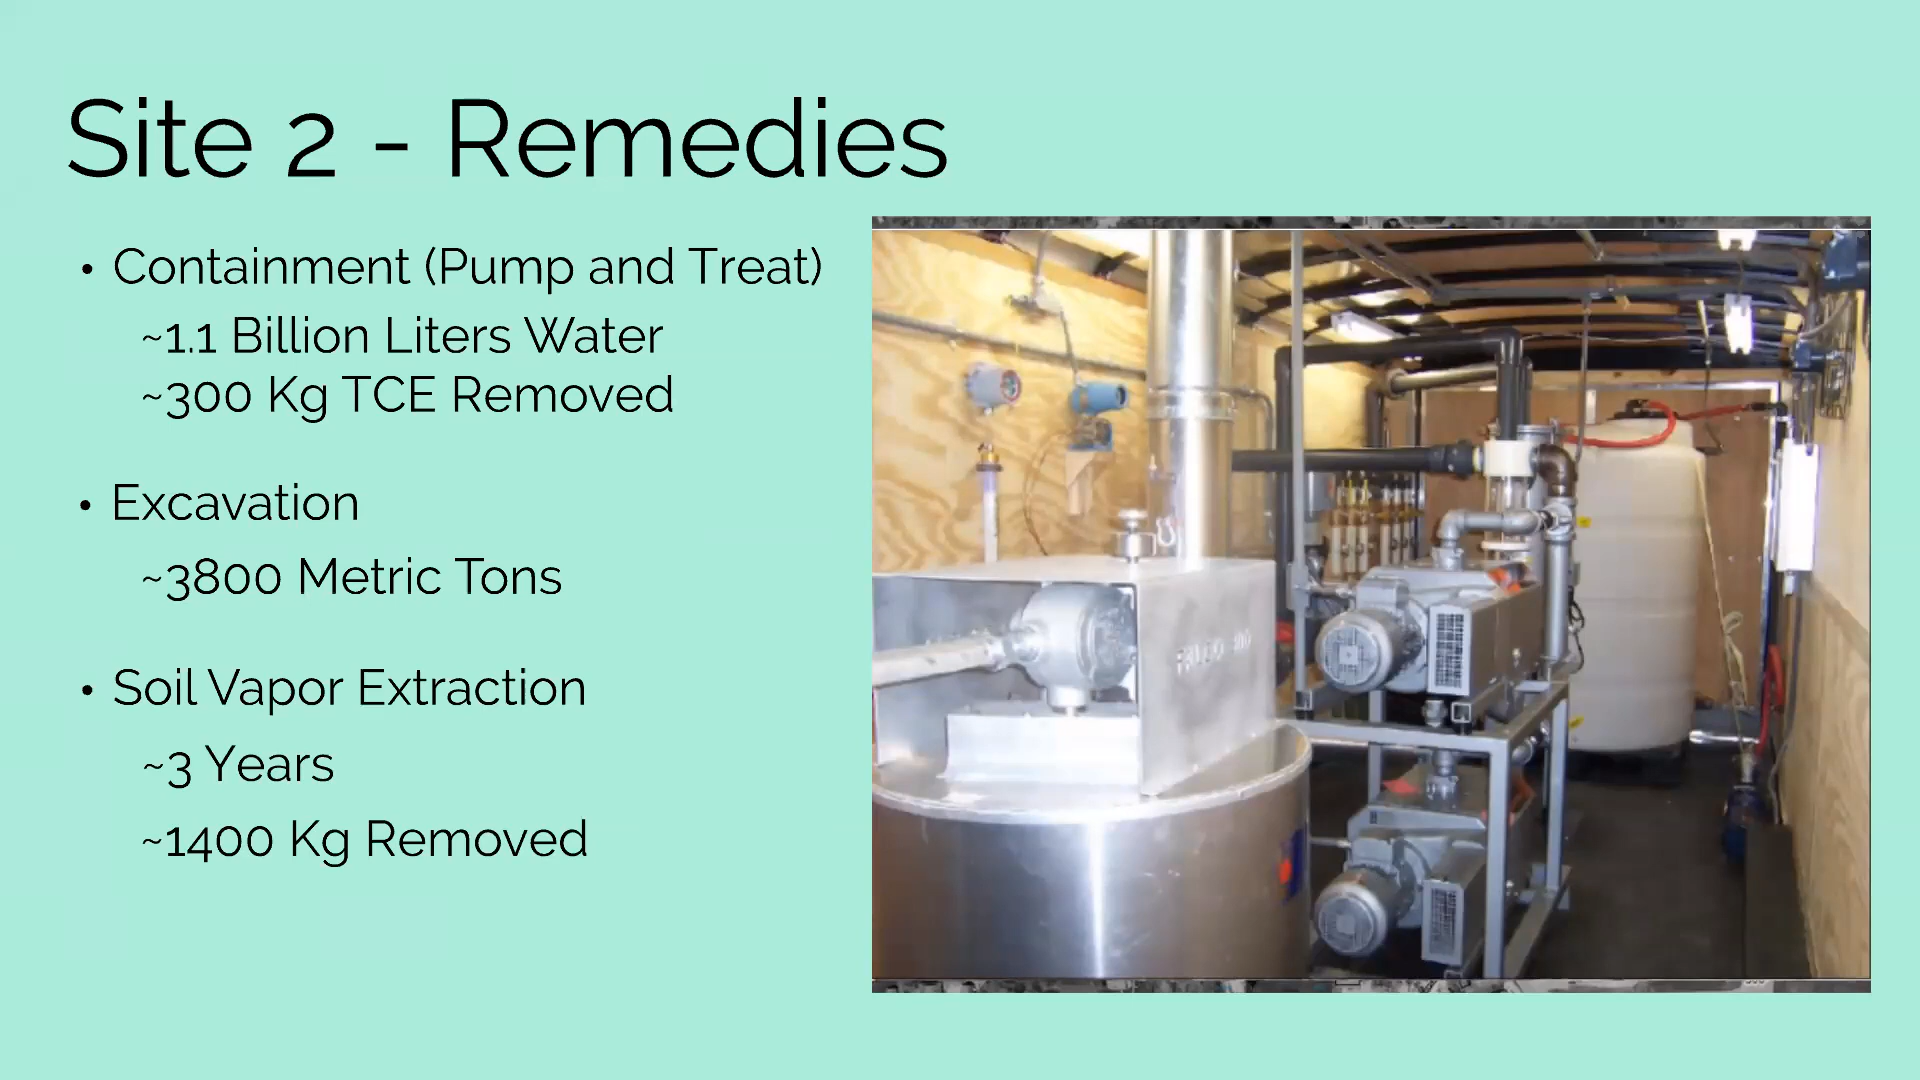 Site 2 - Remedies
• Containment (Pump and Treat)
~1.1 Billion Liters Water
~300 Kg TCE Removed
• Excavation
~3800 Metric Tons
• Soil Vapor Extraction
~3 Years
~1400 Kg Removed